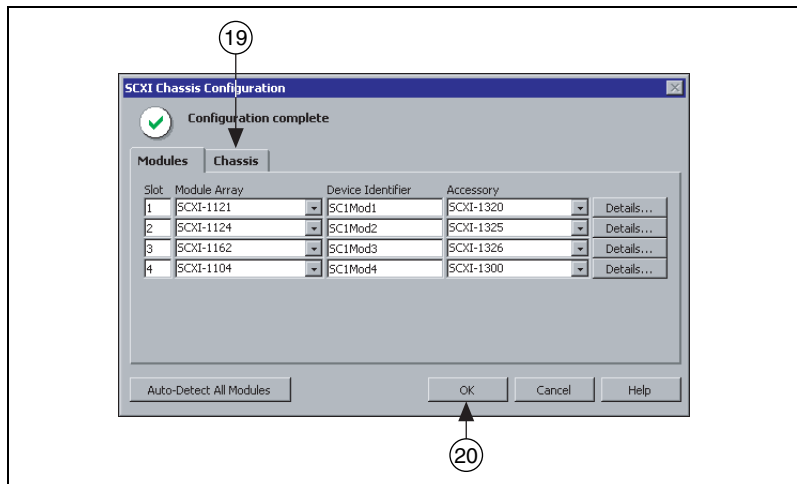 19
SCXI Chassis Configuration
Configuration complete
Modules Chassis
Slot Module Array Device Identifier Accessory
1 SCXI-1121 SC1Mod1 SCXI-1320 Details...
2 SCXI-1124 SC1Mod2 SCXI-1325 Details...
3 SCXI-1162 SC1Mod3 SCXI-1326 Details...
4 SCXI-1104 SC1Mod4 SCXI-1300 Details...
Auto-Detect All Modules OK Cancel Help
20